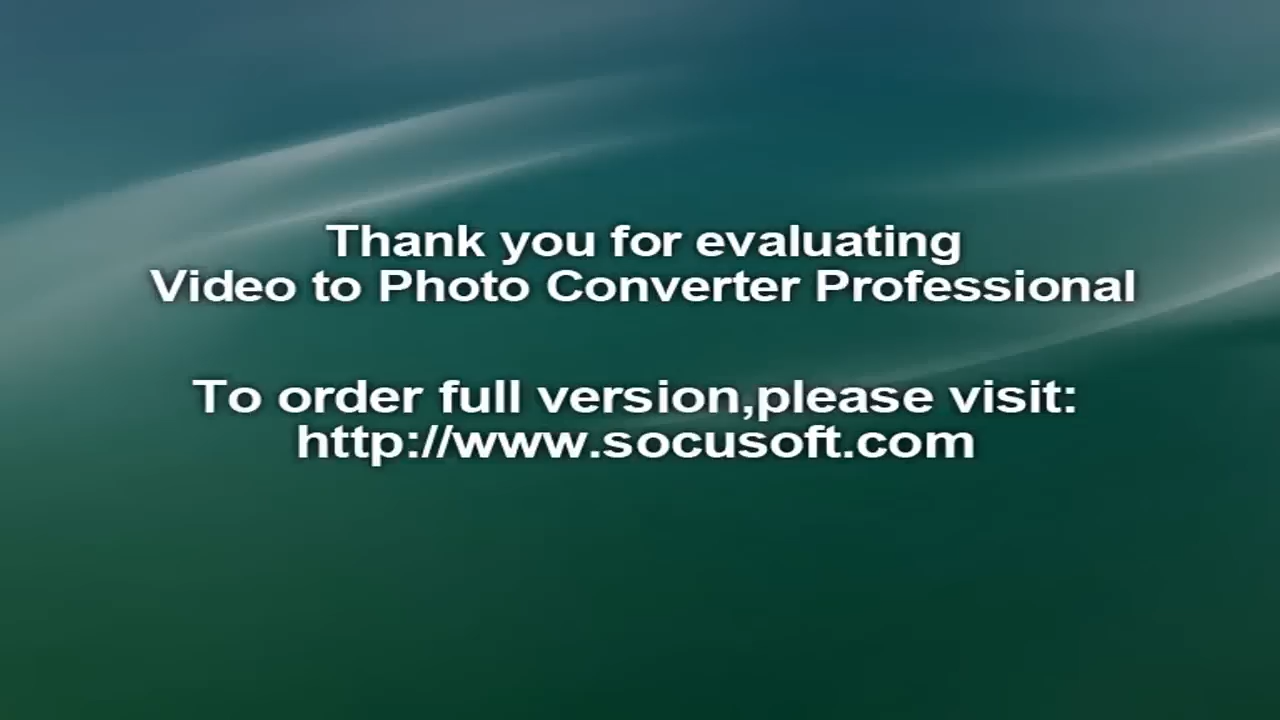 Thank you for evaluating
Video to Photo Converter Professional
To order full version,please visit:
http://www.socusoft.com